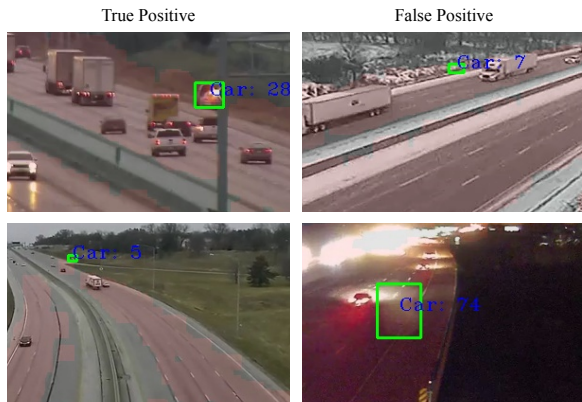 True Positive
False Positive
Car: 28
Car: 7
Car: 5
Car: 74